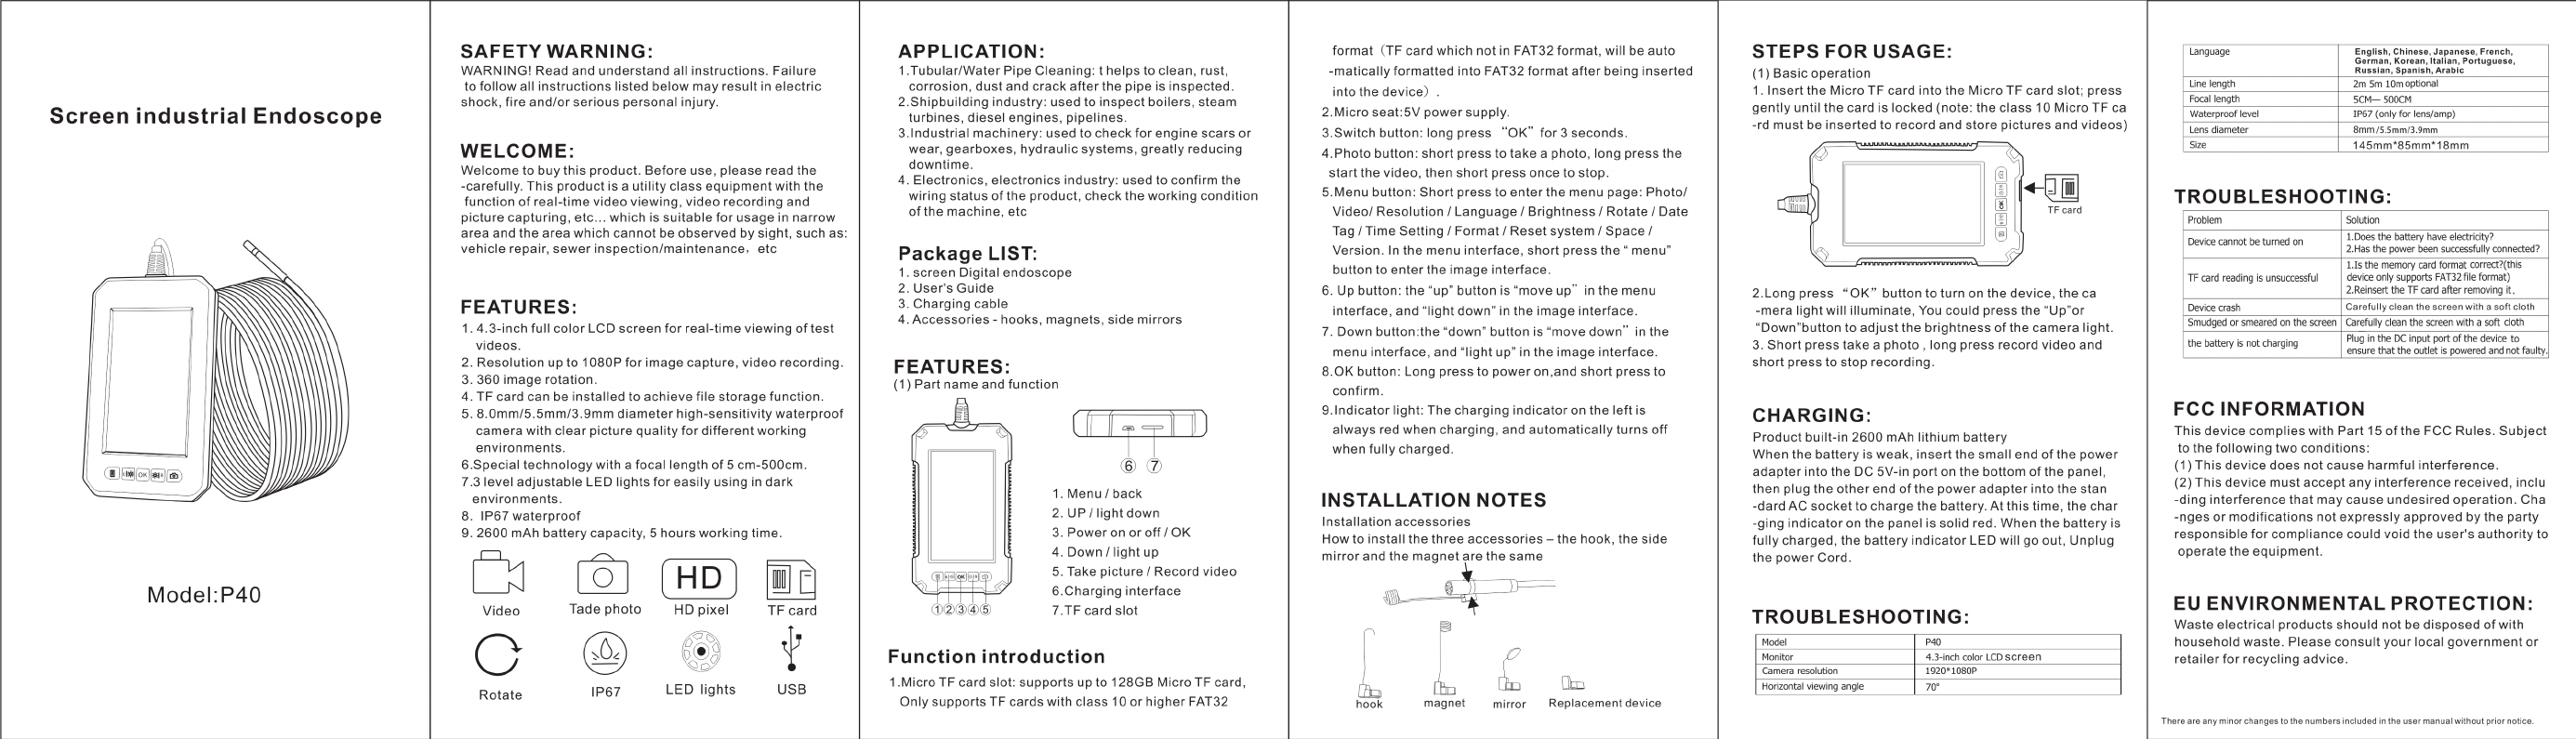 Screen industrial Endoscope
Model:P40
SAFETY WARNING:
WARNING! Read and understand all instructions. Failure
to follow all instructions listed below may result in electric
shock, fire and/or serious personal injury.
WELCOME:
Welcome to buy this product. Before use, please read the
-carefully. This product is a utility class equipment with the
function of real-time video viewing, video recording and
picture capturing, etc... which is suitable for usage in narrow
area and the area which cannot be observed by sight, such as:
vehicle repair, sewer inspection/maintenance，etc
FEATURES:
1. 4.3-inch full color LCD screen for real-time viewing of test
videos.
2. Resolution up to 1080P for image capture, video recording.
3. 360 image rotation.
4. TF card can be installed to achieve file storage function.
5. 8.0mm/5.5mm/3.9mm diameter high-sensitivity waterproof
camera with clear picture quality for different working
environments.
6.Special technology with a focal length of 5 cm-500cm.
7.3 level adjustable LED lights for easily using in dark
environments.
8. IP67 waterproof
9. 2600 mAh battery capacity, 5 hours working time.
HD
Video Tade photo HD pixel TF card
Rotate IP67 LED lights USB
APPLICATION:
1.Tubular/Water Pipe Cleaning: t helps to clean, rust,
corrosion, dust and crack after the pipe is inspected.
2.Shipbuilding industry: used to inspect boilers, steam
turbines, diesel engines, pipelines.
3.Industrial machinery: used to check for engine scars or
wear, gearboxes, hydraulic systems, greatly reducing
downtime.
4. Electronics, electronics industry: used to confirm the
wiring status of the product, check the working condition
of the machine, etc
Package LIST:
1. screen Digital endoscope
2. User's Guide
3. Charging cable
4. Accessories - hooks, magnets, side mirrors
FEATURES:
(1) Part name and function
⑥ ⑦
1. Menu / back
2. UP / light down
3. Power on or off / OK
4. Down / light up
5. Take picture / Record video
6.Charging interface
7.TF card slot
OK
①②③④⑤
Function introduction
1.Micro TF card slot: supports up to 128GB Micro TF card,
Only supports TF cards with class 10 or higher FAT32
format（TF card which not in FAT32 format, will be auto
-matically formatted into FAT32 format after being inserted
into the device）.
2.Micro seat:5V power supply.
3.Switch button: long press “OK” for 3 seconds.
4.Photo button: short press to take a photo, long press the
start the video, then short press once to stop.
5.Menu button: Short press to enter the menu page: Photo/
Video/ Resolution / Language / Brightness / Rotate / Date
Tag / Time Setting / Format / Reset system / Space /
Version. In the menu interface, short press the “ menu”
button to enter the image interface.
6. Up button: the “up” button is “move up” in the menu
interface, and “light down” in the image interface.
7. Down button:the “down” button is “move down” in the
menu interface, and “light up” in the image interface.
8.OK button: Long press to power on,and short press to
confirm.
9.Indicator light: The charging indicator on the left is
always red when charging, and automatically turns off
when fully charged.
INSTALLATION NOTES
Installation accessories
How to install the three accessories – the hook, the side
mirror and the magnet are the same
hook magnet mirror Replacement device
STEPS FOR USAGE:
(1) Basic operation
1. Insert the Micro TF card into the Micro TF card slot; press
gently until the card is locked (note: the class 10 Micro TF ca
-rd must be inserted to record and store pictures and videos)
OK
TF card
2.Long press “OK” button to turn on the device, the ca
-mera light will illuminate, You could press the “Up”or
“Down”button to adjust the brightness of the camera light.
3. Short press take a photo , long press record video and
short press to stop recording.
CHARGING:
Product built-in 2600 mAh lithium battery
When the battery is weak, insert the small end of the power
adapter into the DC 5V-in port on the bottom of the panel,
then plug the other end of the power adapter into the stan
-dard AC socket to charge the battery. At this time, the char
-ging indicator on the panel is solid red. When the battery is
fully charged, the battery indicator LED will go out, Unplug
the power Cord.
TROUBLESHOOTING:
Model P40
Monitor 4.3-inch color LCD screen
Camera resolution 1920*1080P
Horizontal viewing angle 70°
Language English, Chinese, Japanese, French,
German, Korean, Italian, Portuguese,
Russian, Spanish, Arabic
Line length 2m 5m 10m optional
Focal length 5CM— 500CM
Waterproof level IP67 (only for lens/amp)
Lens diameter 8mm/5.5mm/3.9mm
Size 145mm*85mm*18mm
TROUBLESHOOTING:
Problem Solution
Device cannot be turned on 1.Does the battery have electricity?
2.Has the power been successfully connected?
TF card reading is unsuccessful 1.Is the memory card format correct?(this
device only supports FAT32 file format)
2.Reinsert the TF card after removing it.
Device crash Carefully clean the screen with a soft cloth
Smudged or smeared on the screen Carefully clean the screen with a soft cloth
the battery is not charging Plug in the DC input port of the device to
ensure that the outlet is powered and not faulty.
FCC INFORMATION
This device complies with Part 15 of the FCC Rules. Subject
to the following two conditions:
(1) This device does not cause harmful interference.
(2) This device must accept any interference received, inclu
-ding interference that may cause undesired operation. Cha
-nges or modifications not expressly approved by the party
responsible for compliance could void the user's authority to
operate the equipment.
EU ENVIRONMENTAL PROTECTION:
Waste electrical products should not be disposed of with
household waste. Please consult your local government or
retailer for recycling advice.
There are any minor changes to the numbers included in the user manual without prior notice.